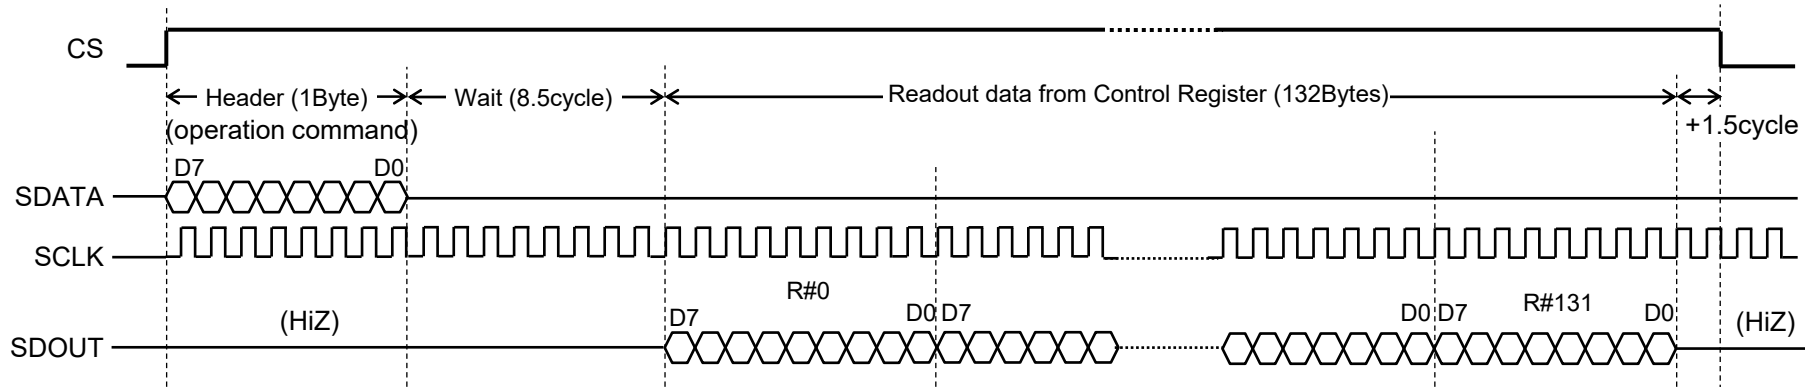 CS
Header (1Byte)
(operation command)
Wait (8.5cycle)
Readout data from Control Register (132Bytes)
+1.5cycle
D7 D0
SDATA
SCLK
R#0
R#131
D7 D0 D7 D0 D7 D0
(HiZ)
(HiZ)
SDOUT